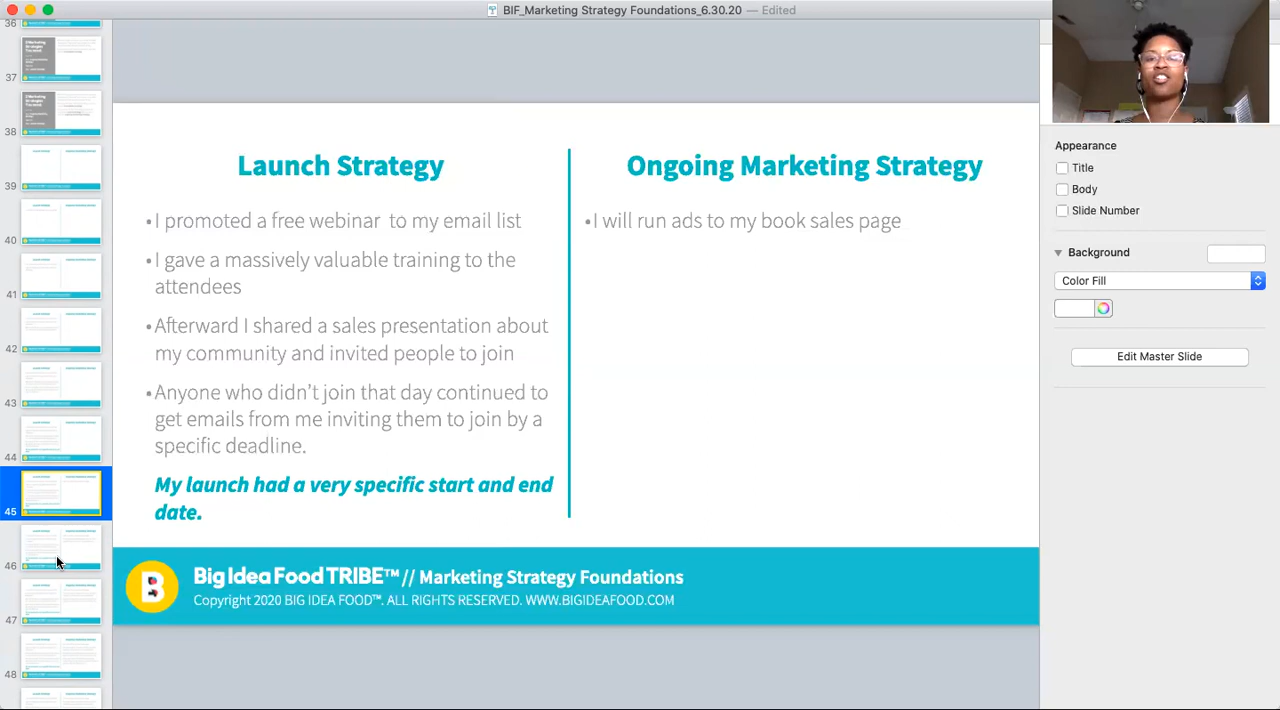 BIF_Marketing Strategy Foundations_6.30.20 — Edited
36
37
38
39
40
41
42
43
44
45
46
47
48
Launch Strategy
•I promoted a free webinar to my email list
•I gave a massively valuable training to the
attendees
•Afterward I shared a sales presentation about
my community and invited people to join
•Anyone who didn't join that day continued to
get emails from me inviting them to join by a
specific deadline.
My launch had a very specific start and end
date.
Ongoing Marketing Strategy
•I will run ads to my book sales page
B
Big Idea Food TRIBE™ // Marketing Strategy Foundations
Copyright 2020 BIG IDEA FOOD™. ALL RIGHTS RESERVED. WWW.BIGIDEAFOOD.COM
Appearance
Title
Body
Slide Number
Background
Color Fill
Edit Master Slide